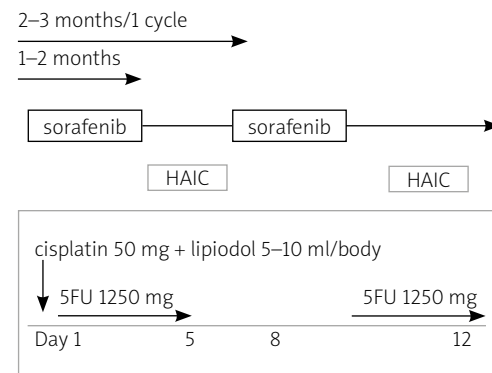 2–3 months/1 cycle
1–2 months
sorafenib sorafenib
HAIC HAIC
cisplatin 50 mg + lipiodol 5–10 ml/body
5FU 1250 mg 5FU 1250 mg
Day 1 5 8 12